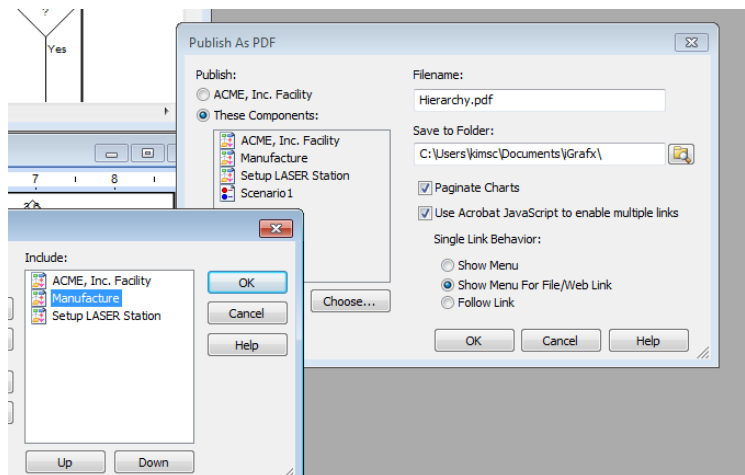 ?
Yes
7 8
Publish As PDF
Publish:
ACME, Inc. Facility
These Components:
ACME, Inc. Facility
Manufacture
Setup LASER Station
Scenario1
Choose...
Filename:
Hierarchy.pdf
Save to Folder:
C:\Users\kimsc\Documents\iGrafx\
Paginate Charts
Use Acrobat JavaScript to enable multiple links
Single Link Behavior:
Show Menu
Show Menu For File/Web Link
Follow Link
OK Cancel Help
Include:
ACME, Inc. Facility
Manufacture
Setup LASER Station
OK
Cancel
Help
Up Down